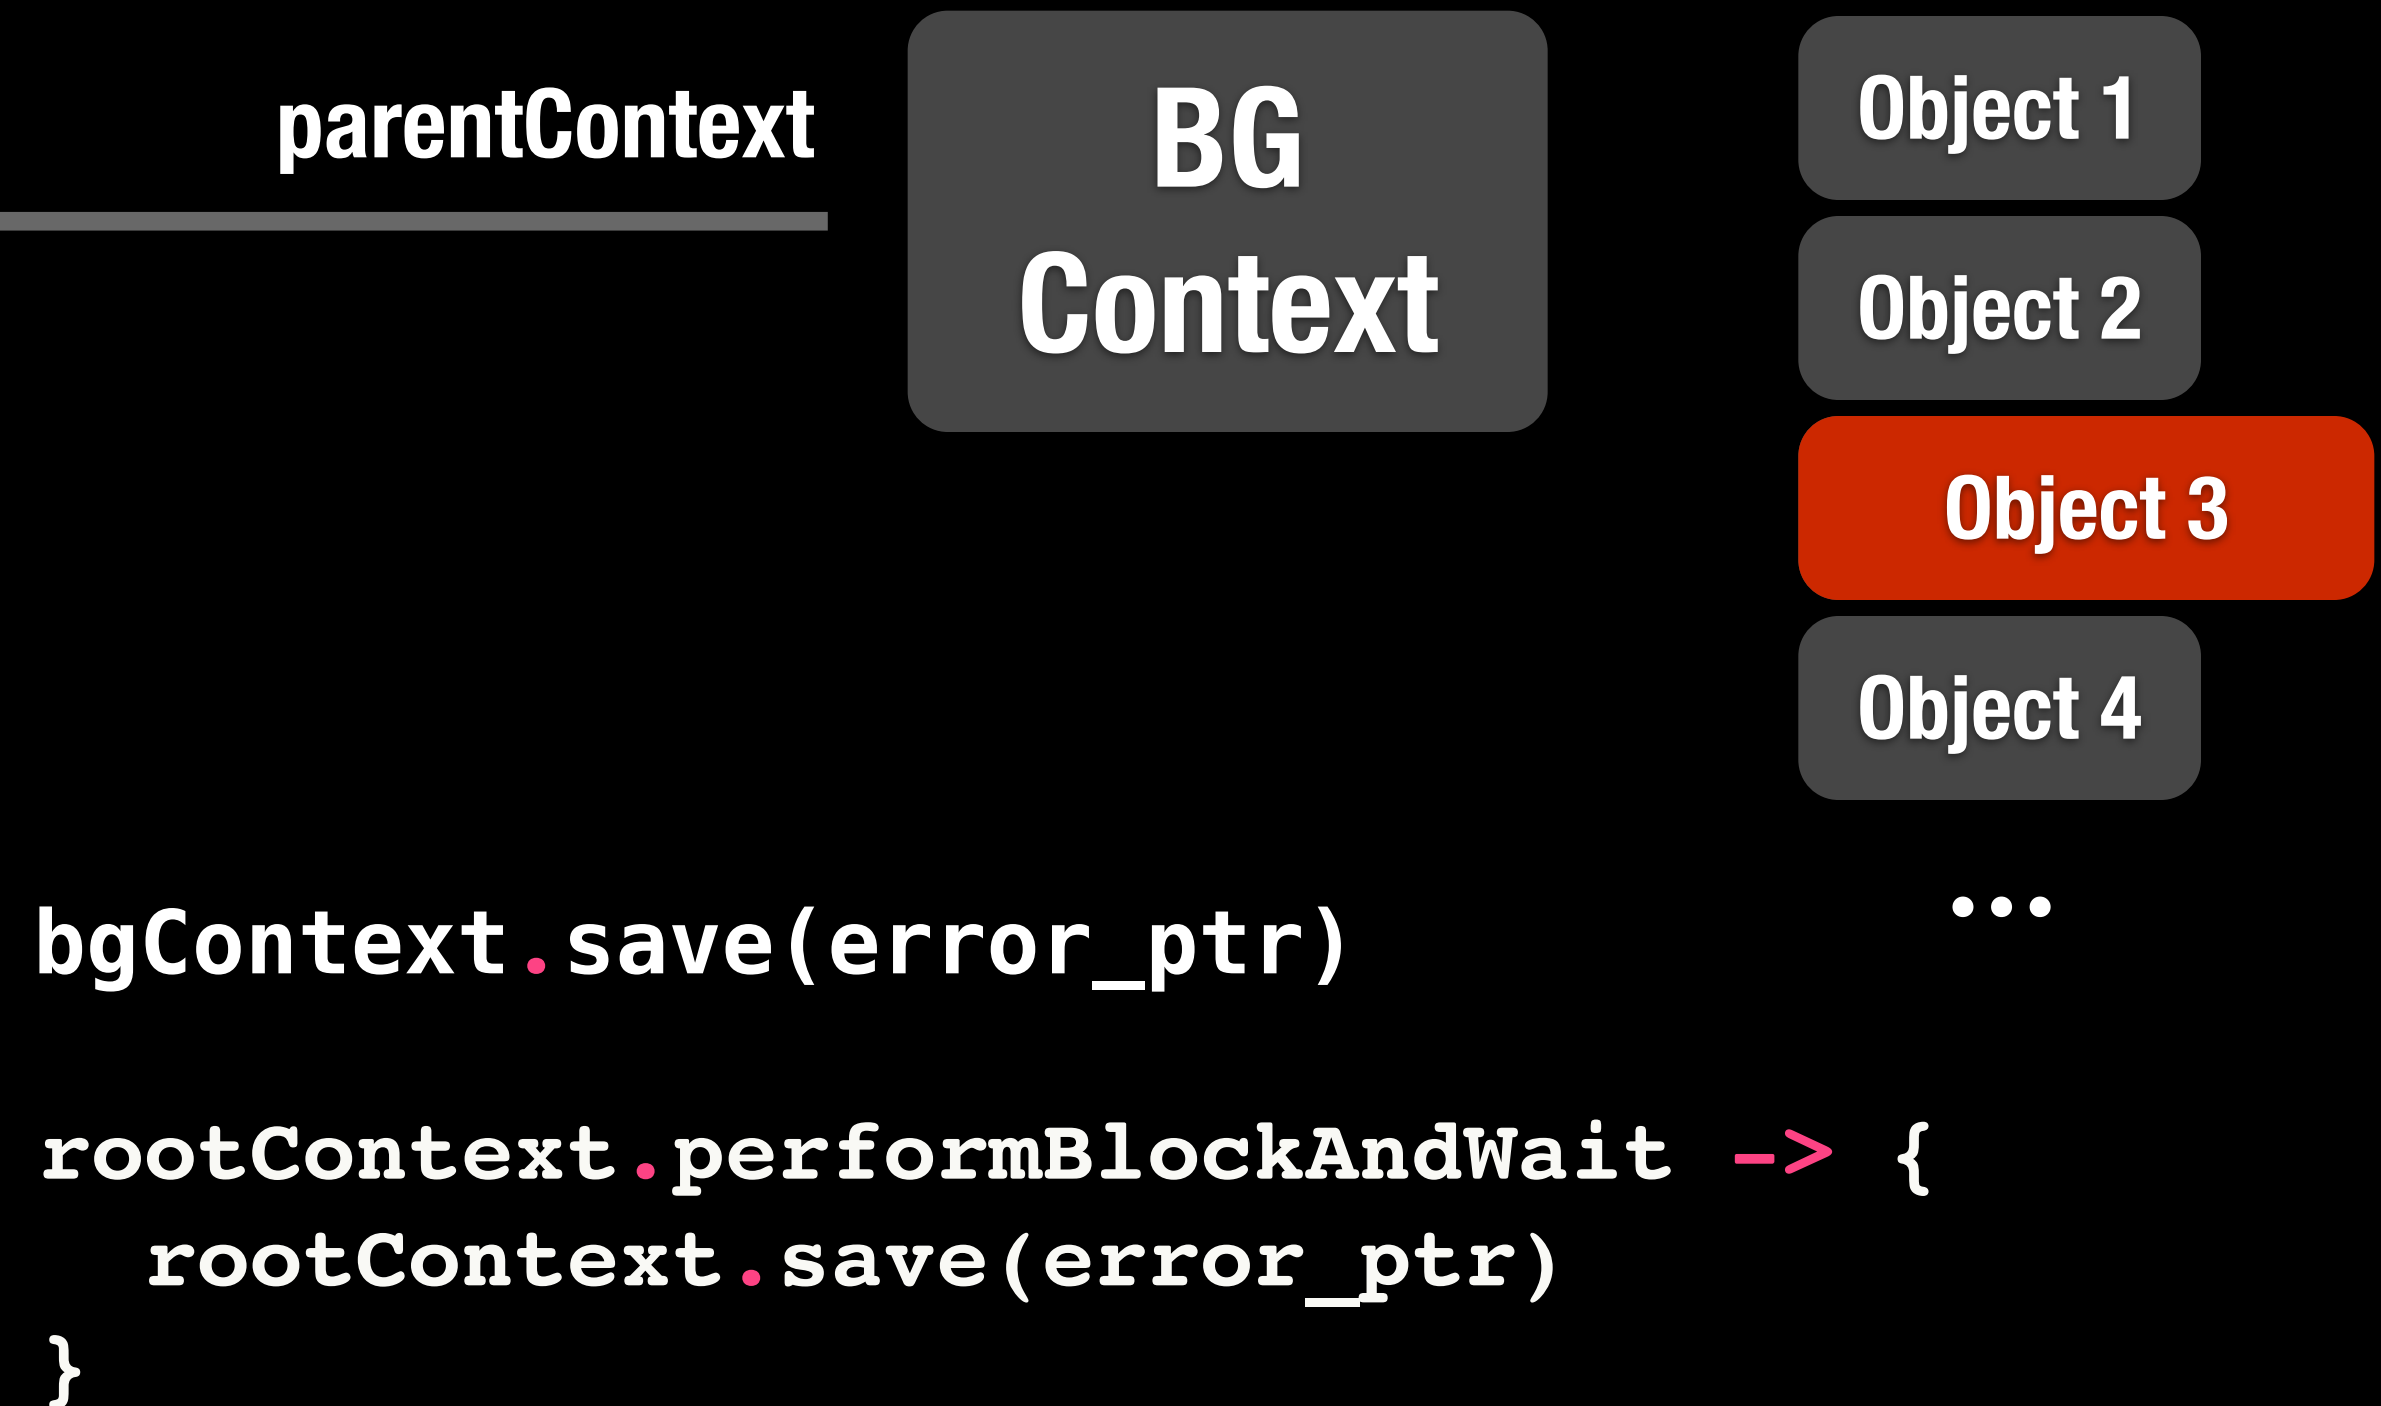 parentContext
BG
Context
Object 1
Object 2
Object 3
Object 4
...
bgContext.save(error_ptr)
rootContext.performBlockAndWait -> {
  rootContext.save(error_ptr)
}